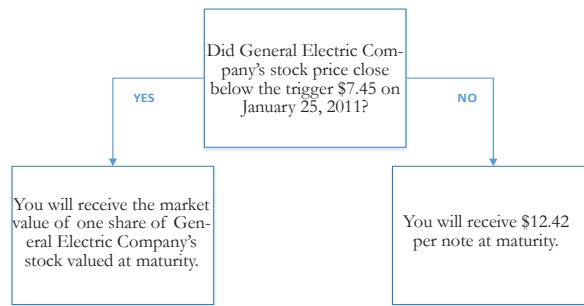 Did General Electric Com-
pany's stock price close
below the trigger $7.45 on
January 25, 2011?
YES
NO
You will receive the market
value of one share of Gen-
eral Electric Company's
stock valued at maturity.
You will receive $12.42
per note at maturity.